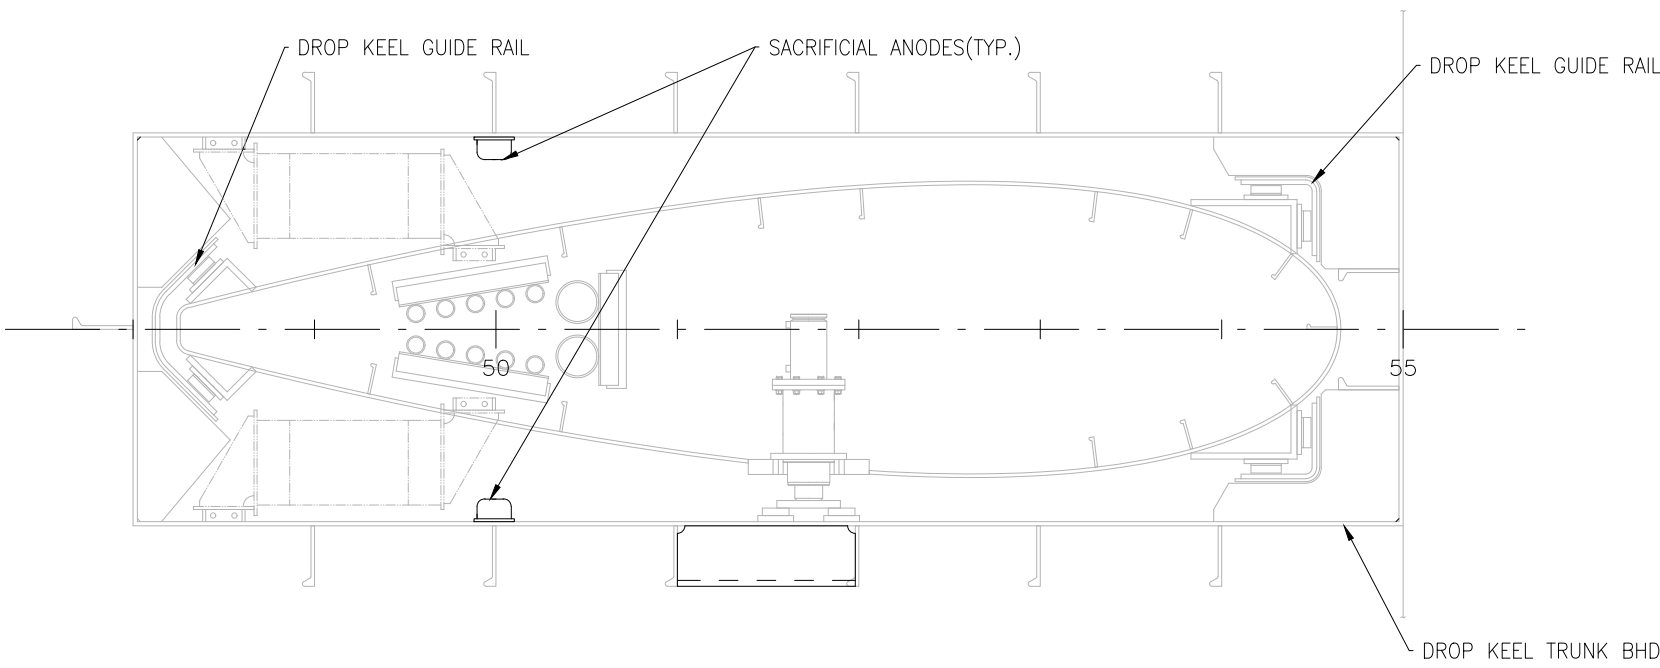 DROP KEEL GUIDE RAIL
SACRIFICIAL ANODES(TYP.)
DROP KEEL GUIDE RAIL
50
55
DROP KEEL TRUNK BHD